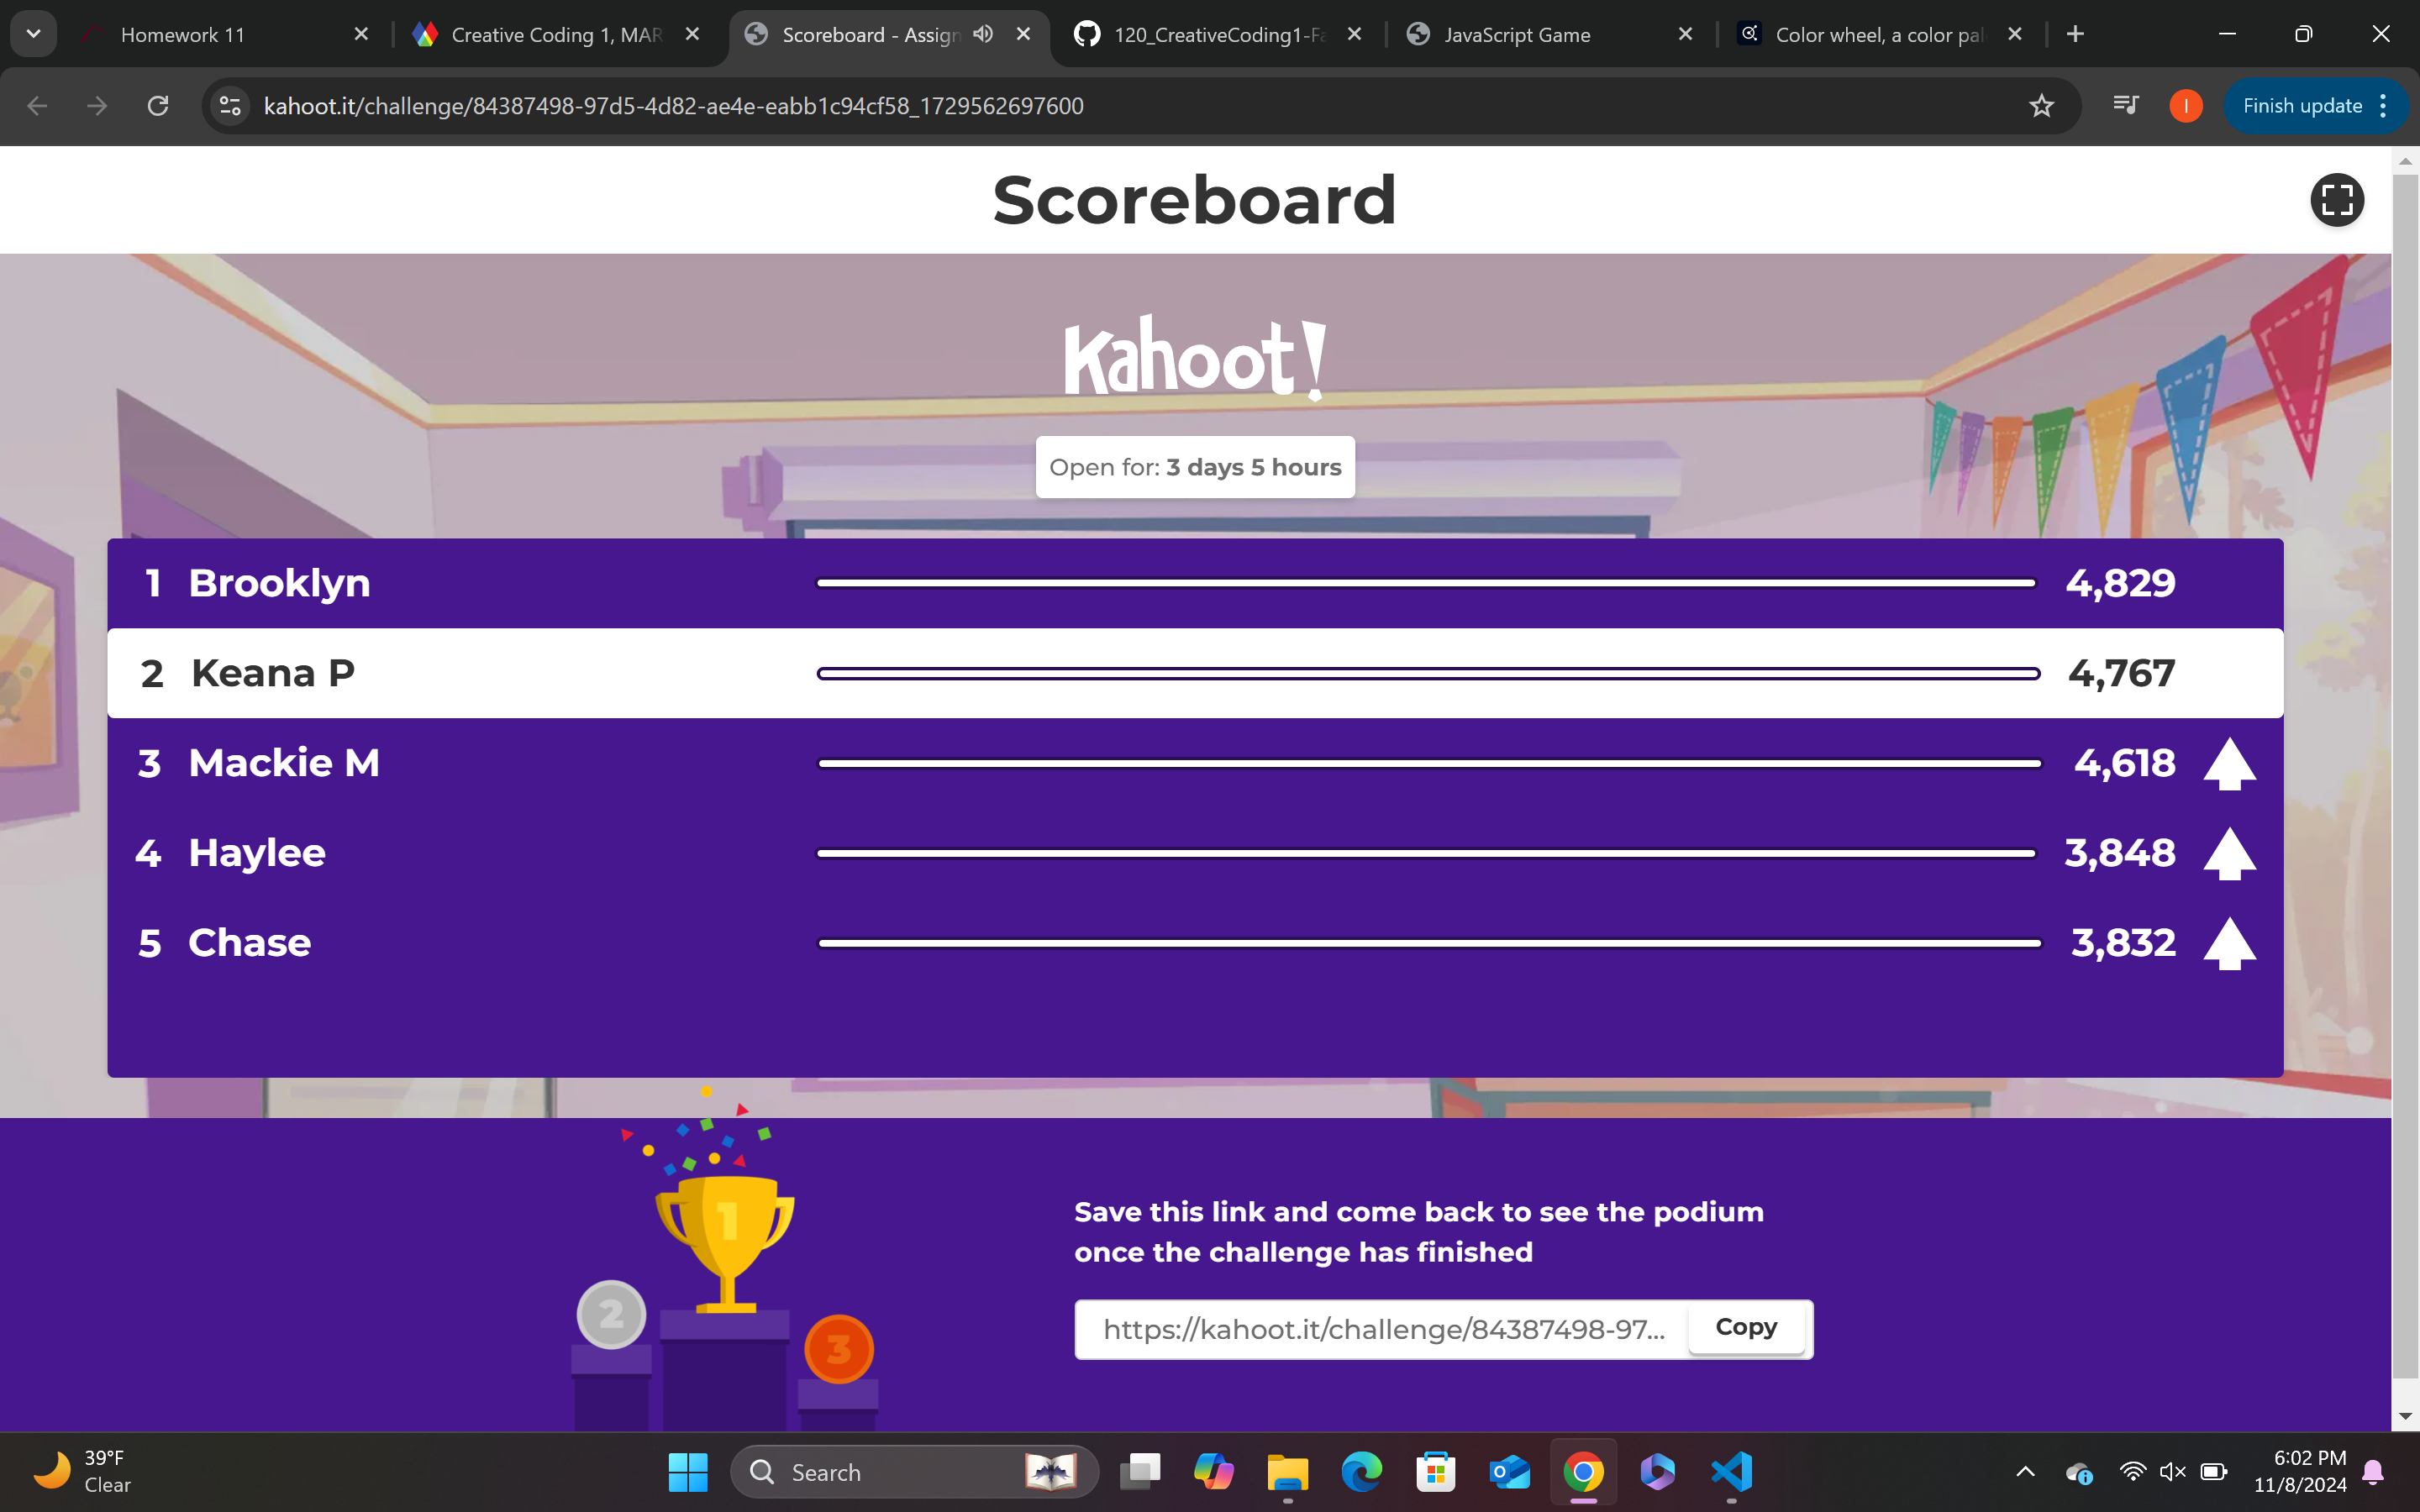 Homework 11
Creative Coding 1, MAR
Scoreboard - Assign
120_CreativeCoding1-Fa
JavaScript Game
Color wheel, a color pal
kahoot.it/challenge/84387498-97d5-4d82-ae4e-eabb1c94cf58_1729562697600
I
Finish update
Scoreboard
Kahoot!
Open for: 3 days 5 hours
1 Brooklyn 4,829
2 Keana P 4,767
3 Mackie M 4,618
4 Haylee 3,848
5 Chase 3,832
1
2
3
Save this link and come back to see the podium
once the challenge has finished
https://kahoot.it/challenge/84387498-97...
Copy
39°F
Clear
Search
6:02 PM
11/8/2024